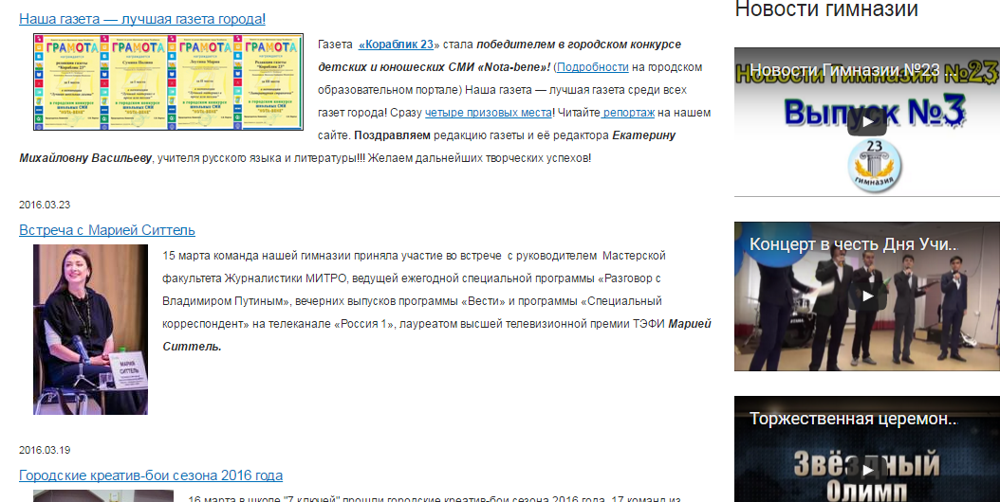 Наша газета — лучшая газета города!
ГРАМОТА ГРАМОТА ГРАМОТА ГРАМОТА
Газета «Кораблик 23» стала победителем в городском конкурсе
детских и юношеских СМИ «Nota-bene»! (Подробности на городском
образовательном портале) Наша газета — лучшая газета среди всех
газет города! Сразу четыре призовых места! Читайте репортаж на нашем
сайте. Поздравляем редакцию газеты и её редактора Екатерину
Михайловну Васильеву, учителя русского языка и литературы!!! Желаем дальнейших творческих успехов!
2016.03.23
Встреча с Марией Ситтель
15 марта команда нашей гимназии приняла участие во встрече с руководителем Мастерской
факультета Журналистики МИТРО, ведущей ежегодной специальной программы «Разговор с
Владимиром Путиным», вечерних выпусков программы «Вести» и программы «Специальный
корреспондент» на телеканале «Россия 1», лауреатом высшей телевизионной премии ТЭФИ Марией
Ситтель.
МАРИЯ
СИТТЕЛЬ
2016.03.19
Городские креатив-бои сезона 2016 года
16 марта в школе "7 ключей" прошли городские креатив-бои сезона 2016 года. 17 команд из
Новости гимназии
Новости Гимназии №23
№23
Выпуск №3
23
ГИМНАЗИЯ
Концерт в честь Дня Учи...
Торжественная церемон...
Звёздный
Олимп